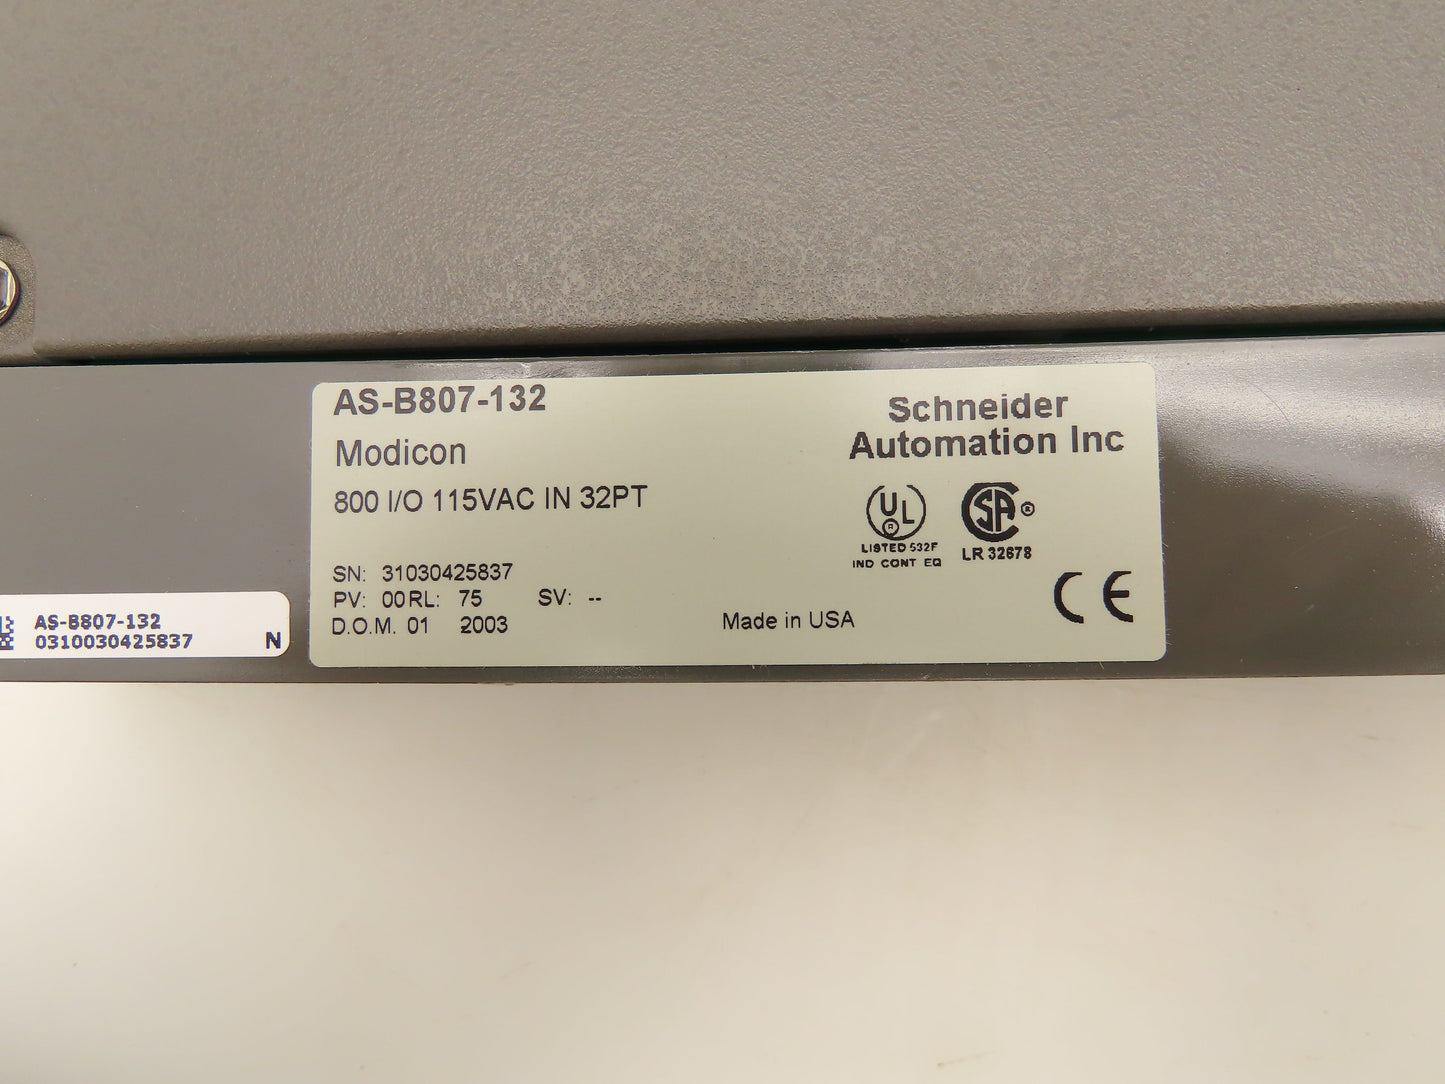 AS-B807-132
Modicon
800 I/O 115VAC IN 32PT
SN: 31030425837
PV: 00 RL: 75 SV: --
D.O.M. 01 2003
Schneider
Automation Inc
UL ®
LISTED 532F
IND CONT EQ
SA ®
LR 32678
CE
Made in USA
AS-B807-132
0310030425837 N